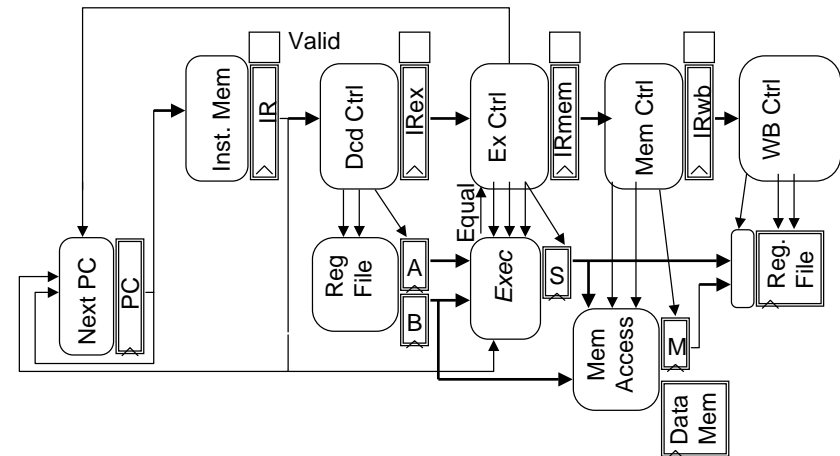 Valid
Inst. Mem
IR
Dcd Ctrl
IRex
Ex Ctrl
IRmem
Mem Ctrl
IRwb
WB Ctrl
Equal
Next PC
PC
Reg
File
A
B
Exec
S
Mem
Access
M
Reg.
File
Data
Mem